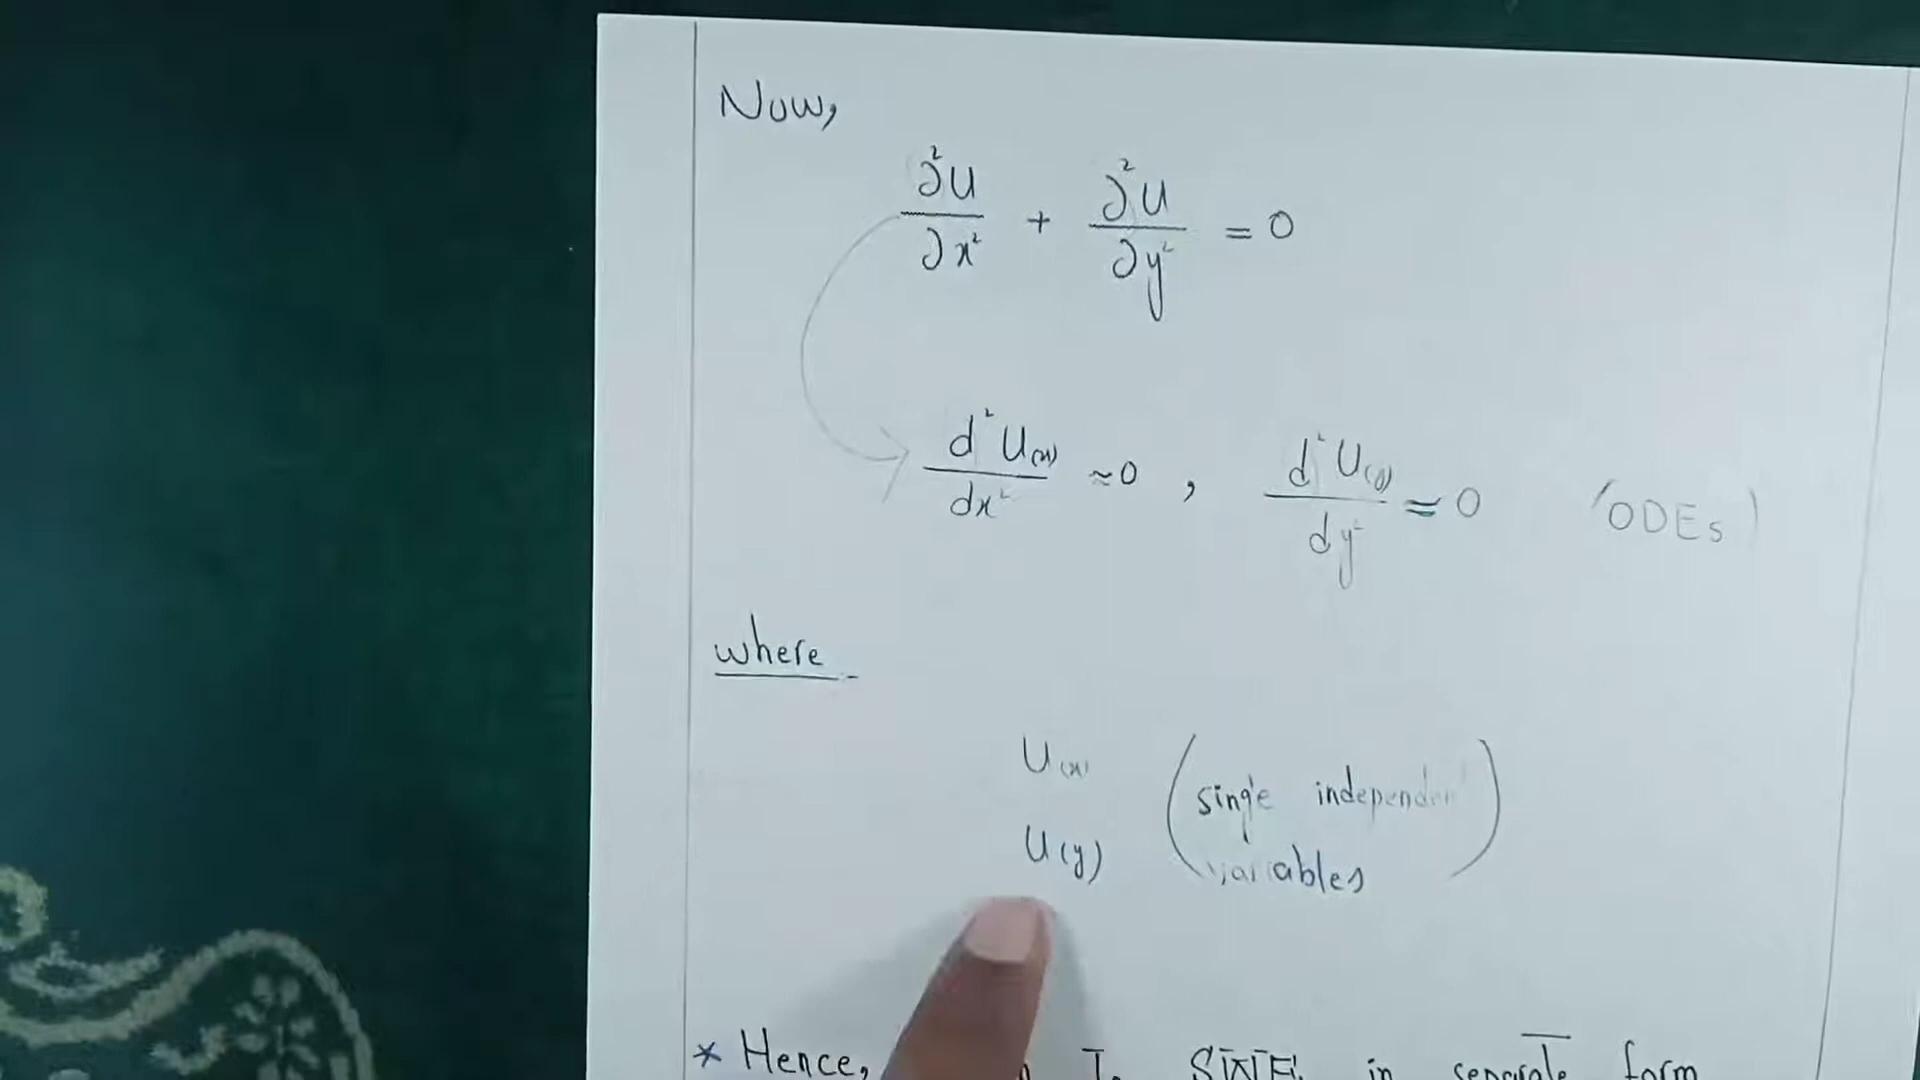 Now,
∂²U/∂x² + ∂²U/∂y² = 0
d²U(x)/dx² ≈ 0 , d²U(y)/dy² ≈ 0 (ODEs)
where :-
U(x) (single independen
U(y) variables)
* Hence, in separate form